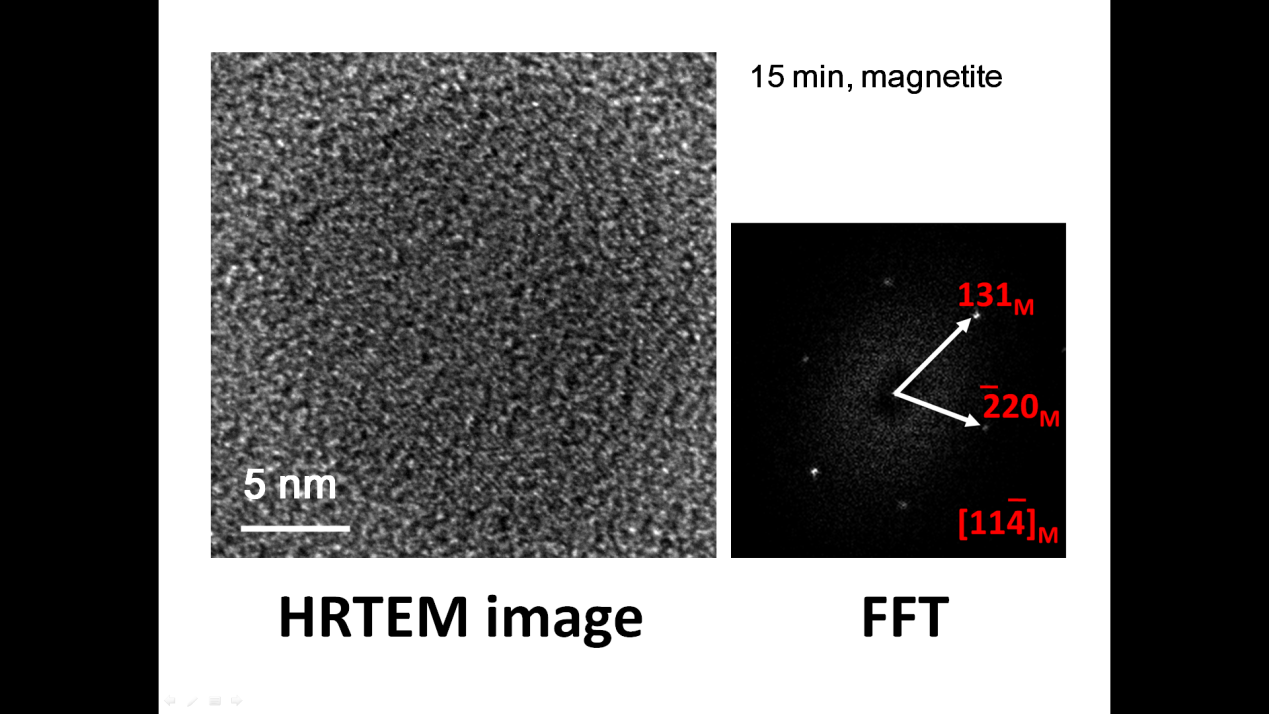 15 min, magnetite
131M
2̅20M
5 nm
[114̅]M
HRTEM image
FFT